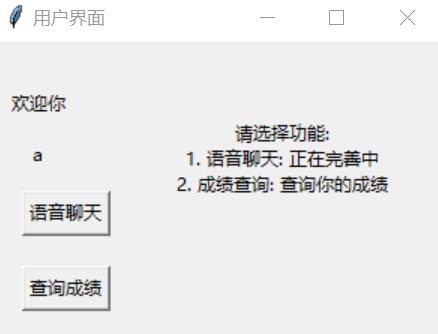 用户界面
欢迎你
a
请选择功能:
1. 语音聊天: 正在完善中
2. 成绩查询: 查询你的成绩
语音聊天
查询成绩